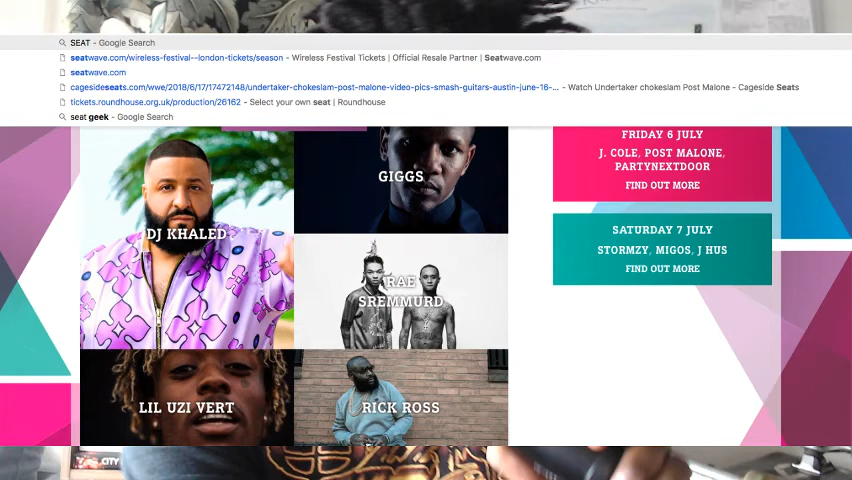 SEAT - Google Search
seatwave.com/wireless-festival--london-tickets/season - Wireless Festival Tickets | Official Resale Partner | Seatwave.com
seatwave.com
cagesideseats.com/wwe/2018/6/17/17472148/undertaker-chokeslam-post-malone-video-pics-smash-guitars-austin-june-16-... - Watch Undertaker chokeslam Post Malone - Cageside Seats
tickets.roundhouse.org.uk/production/26162 - Select your own seat | Roundhouse
seat geek - Google Search
DJ KHALED
GIGGS
RAE
SREMMURD
LIL UZI VERT
RICK ROSS
FRIDAY 6 JULY
J. COLE, POST MALONE,
PARTYNEXTDOOR
FIND OUT MORE
SATURDAY 7 JULY
STORMZY, MIGOS, J HUS
FIND OUT MORE
CITY